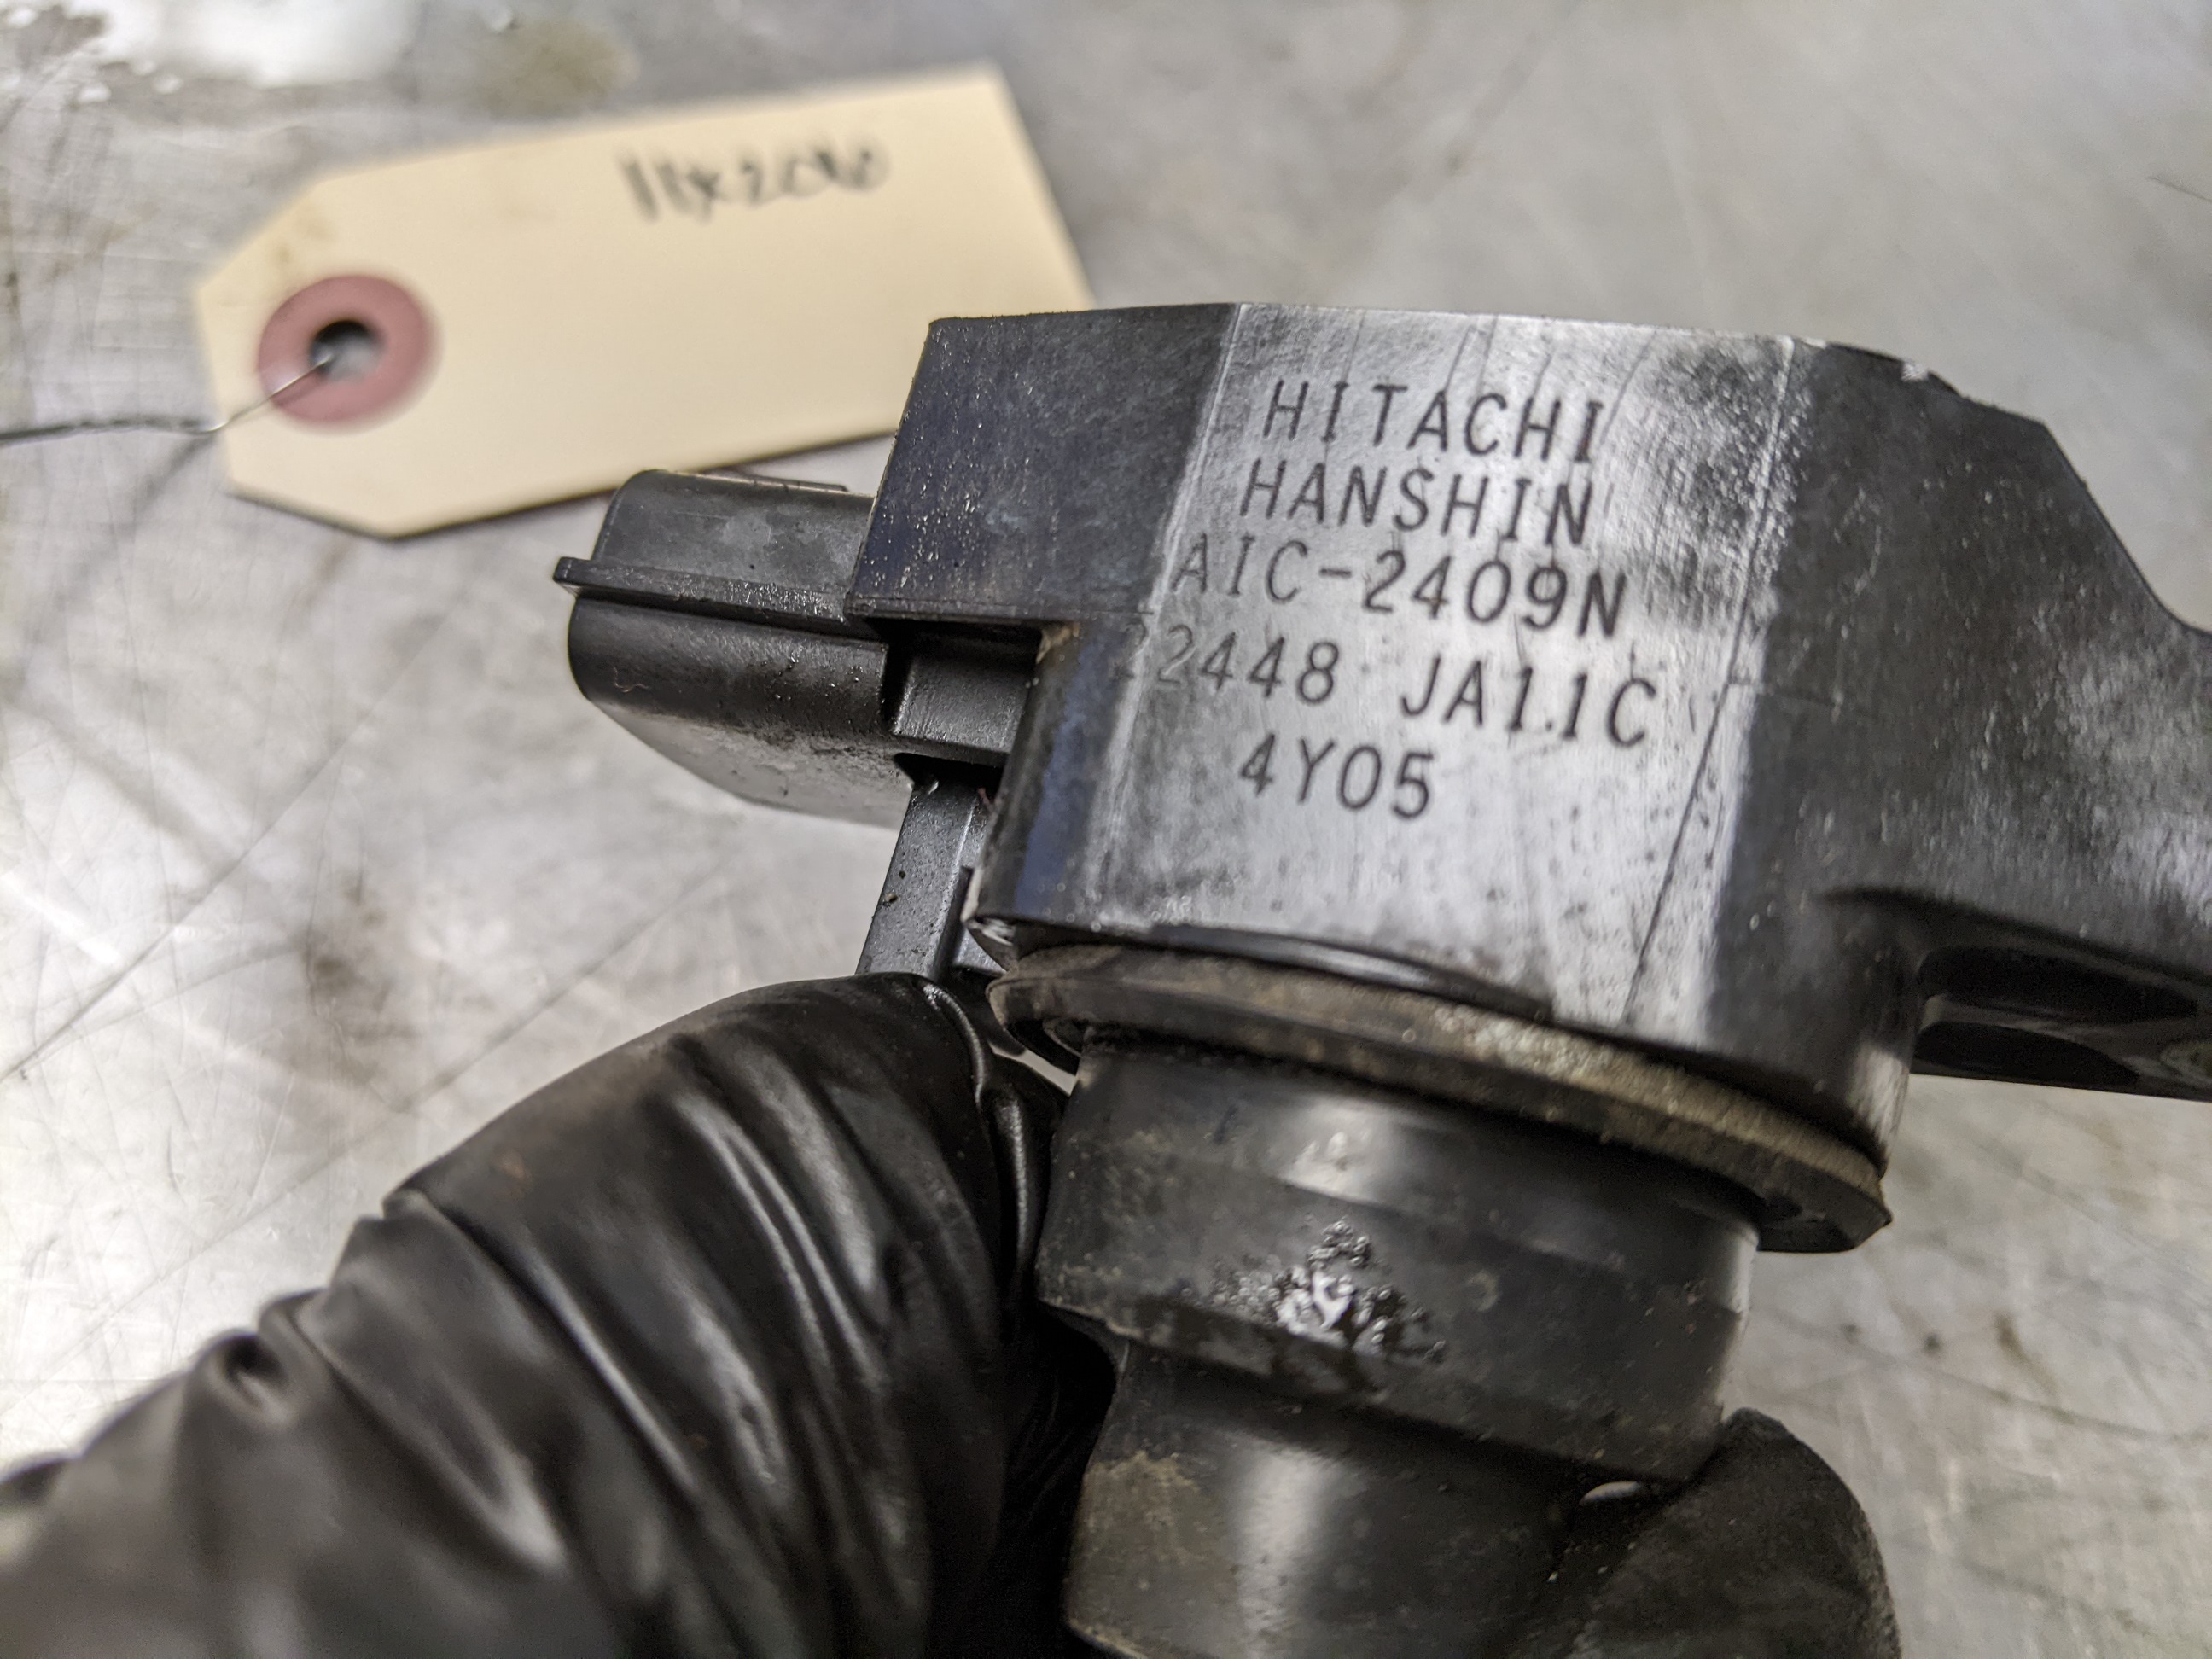 HITACHI
HANSHIN
AIC-2409N
22448 JA11C
4Y05